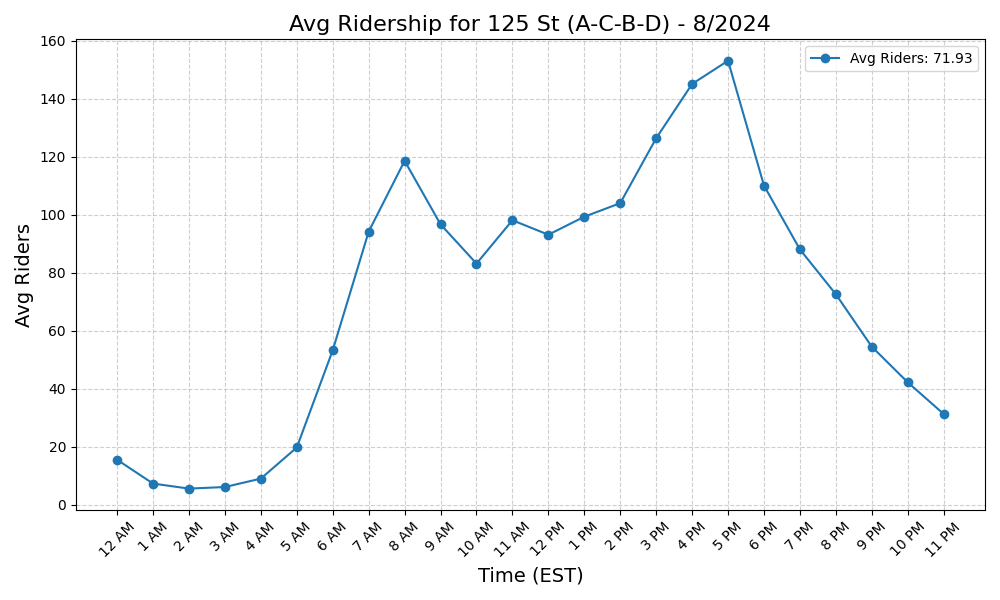 Avg Ridership for 125 St (A-C-B-D) - 8/2024
Avg Riders: 71.93
Avg Riders
160
140
120
100
80
60
40
20
0
12 AM
1 AM
2 AM
3 AM
4 AM
5 AM
6 AM
7 AM
8 AM
9 AM
10 AM
11 AM
12 PM
1 PM
2 PM
3 PM
4 PM
5 PM
6 PM
7 PM
8 PM
9 PM
10 PM
11 PM
Time (EST)